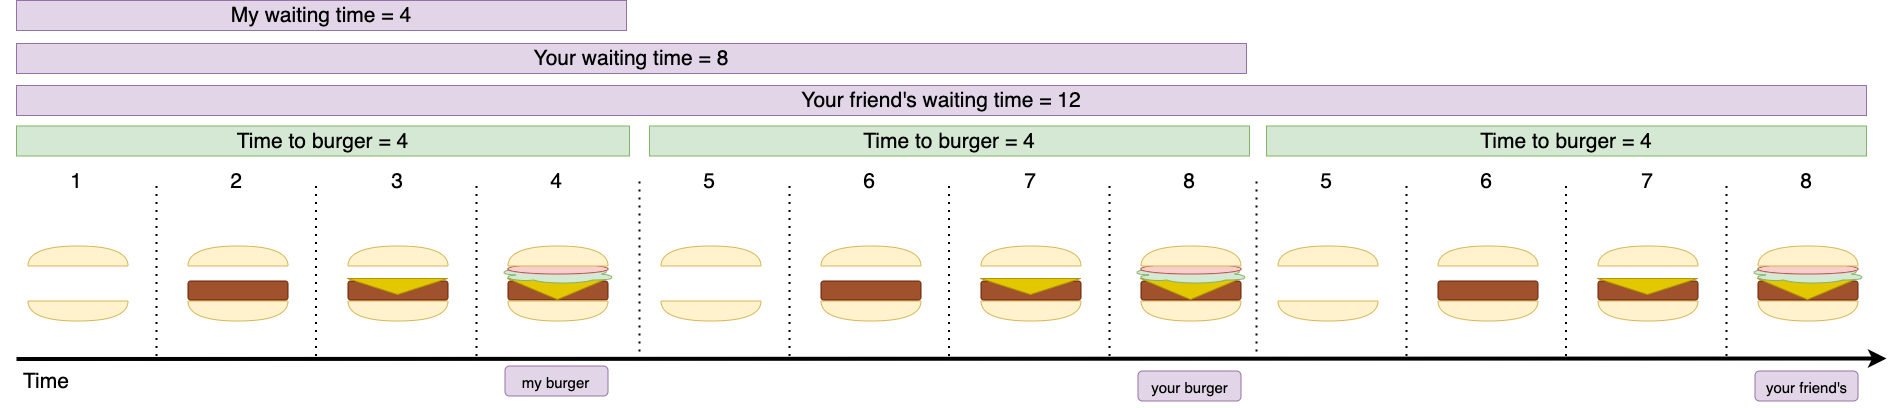 My waiting time = 4
Your waiting time = 8
Your friend's waiting time = 12
Time to burger = 4 Time to burger = 4 Time to burger = 4
1 2 3 4 5 6 7 8 5 6 7 8
Time
my burger your burger your friend's